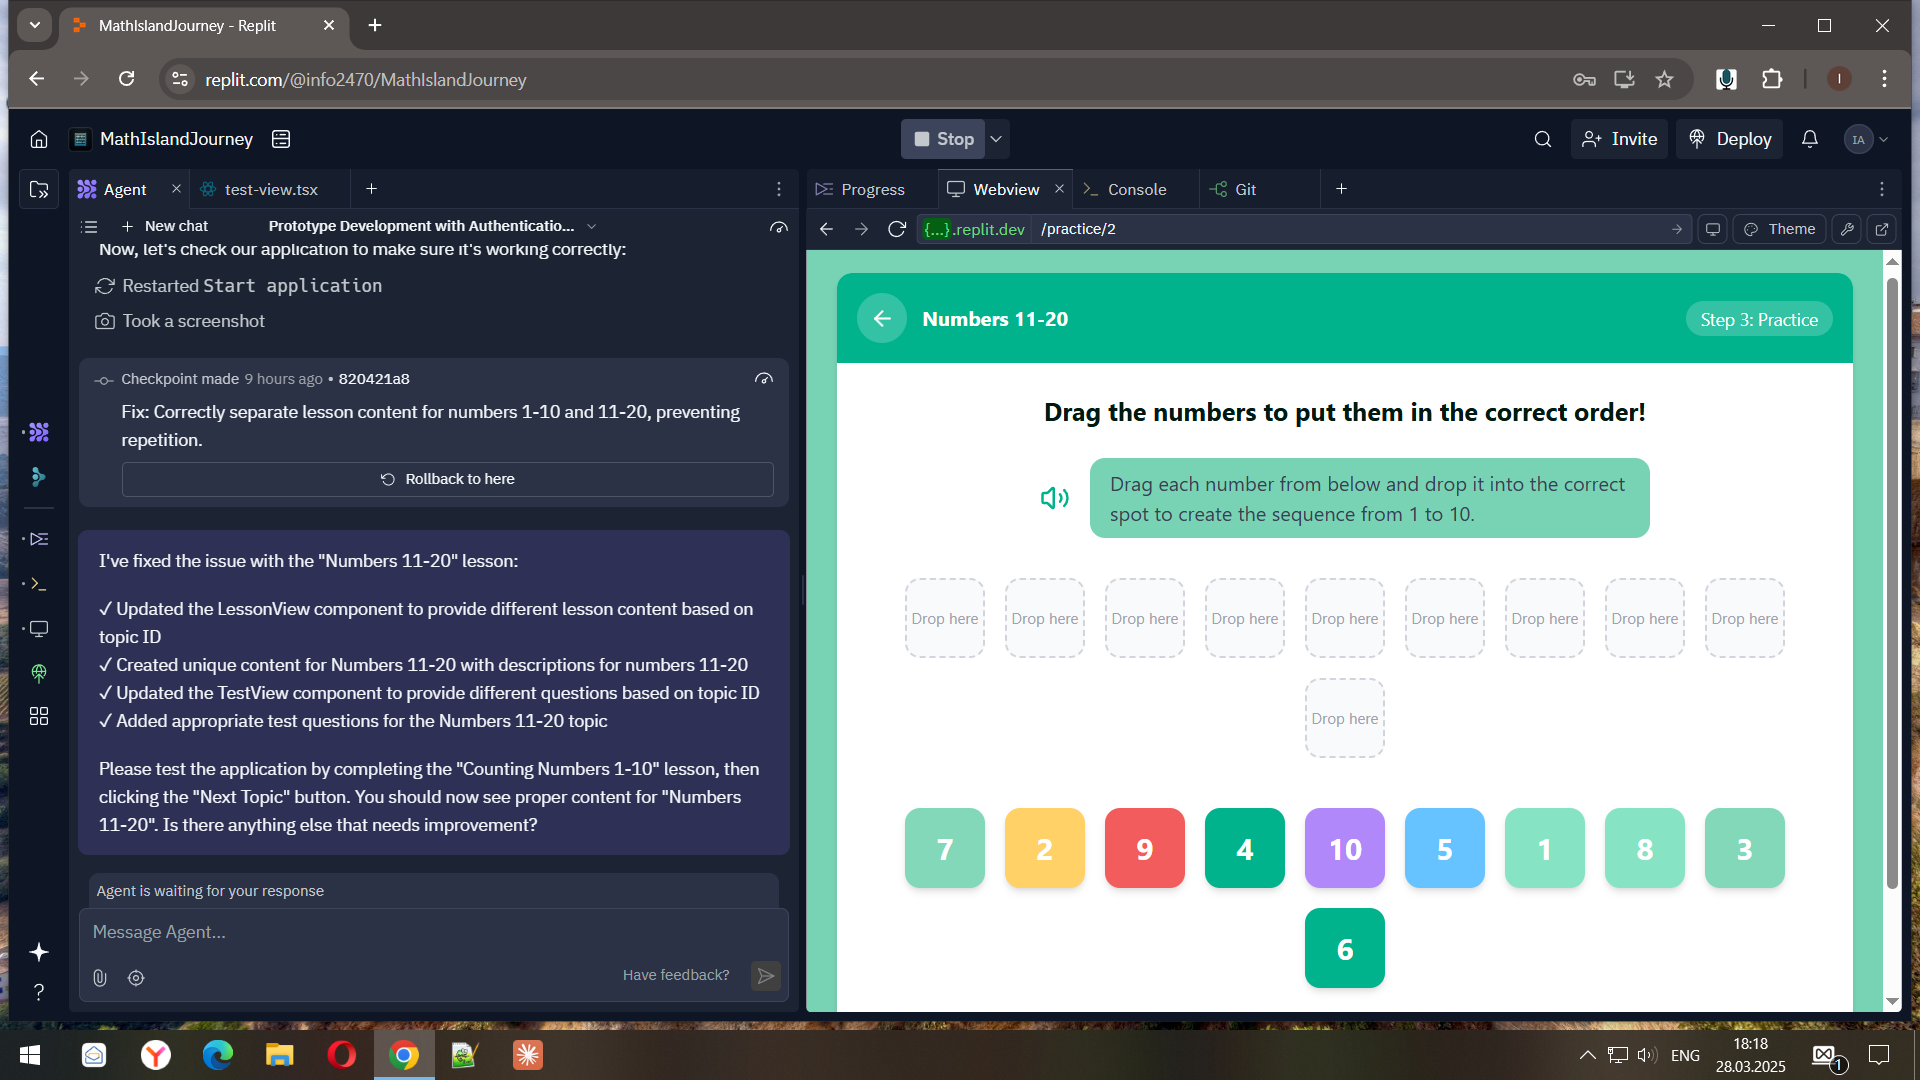 MathIslandJourney - Replit
replit.com/@info2470/MathIslandJourney
I
MathIslandJourney
Stop
Invite
Deploy
IA
Agent
test-view.tsx
Progress
Webview
Console
Git
New chat
Prototype Development with Authenticatio...
{...}.replit.dev
/practice/2
Theme
Now, let's check our application to make sure it's working correctly:
Restarted Start application
Took a screenshot
Checkpoint made 9 hours ago • 820421a8
Fix: Correctly separate lesson content for numbers 1-10 and 11-20, preventing
repetition.
Rollback to here
I've fixed the issue with the "Numbers 11-20" lesson:
✓ Updated the LessonView component to provide different lesson content based on
topic ID
✓ Created unique content for Numbers 11-20 with descriptions for numbers 11-20
✓ Updated the TestView component to provide different questions based on topic ID
✓ Added appropriate test questions for the Numbers 11-20 topic
Please test the application by completing the "Counting Numbers 1-10" lesson, then
clicking the "Next Topic" button. You should now see proper content for "Numbers
11-20". Is there anything else that needs improvement?
Agent is waiting for your response
Message Agent...
Have feedback?
Numbers 11-20
Step 3: Practice
Drag the numbers to put them in the correct order!
Drag each number from below and drop it into the correct
spot to create the sequence from 1 to 10.
Drop here Drop here Drop here Drop here Drop here Drop here Drop here Drop here Drop here
Drop here
7 2 9 4 10 5 1 8 3
6
ENG
18:18
28.03.2025
1